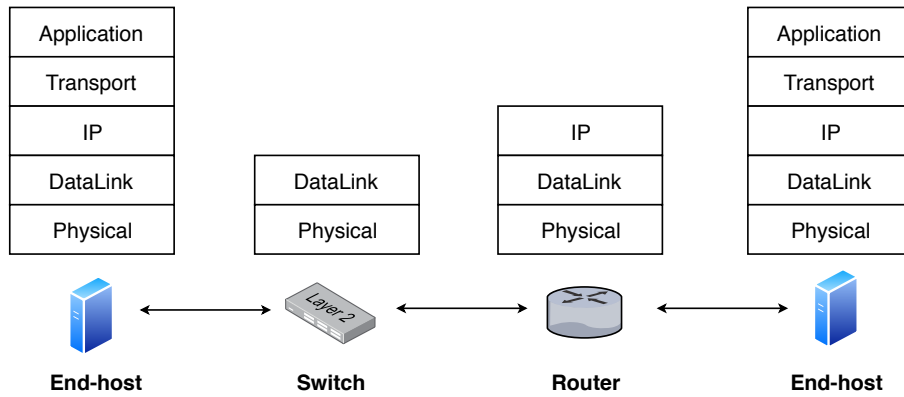 Application
Transport
IP
DataLink
Physical
End-host
DataLink
Physical
Layer 2
Switch
IP
DataLink
Physical
Router
Application
Transport
IP
DataLink
Physical
End-host